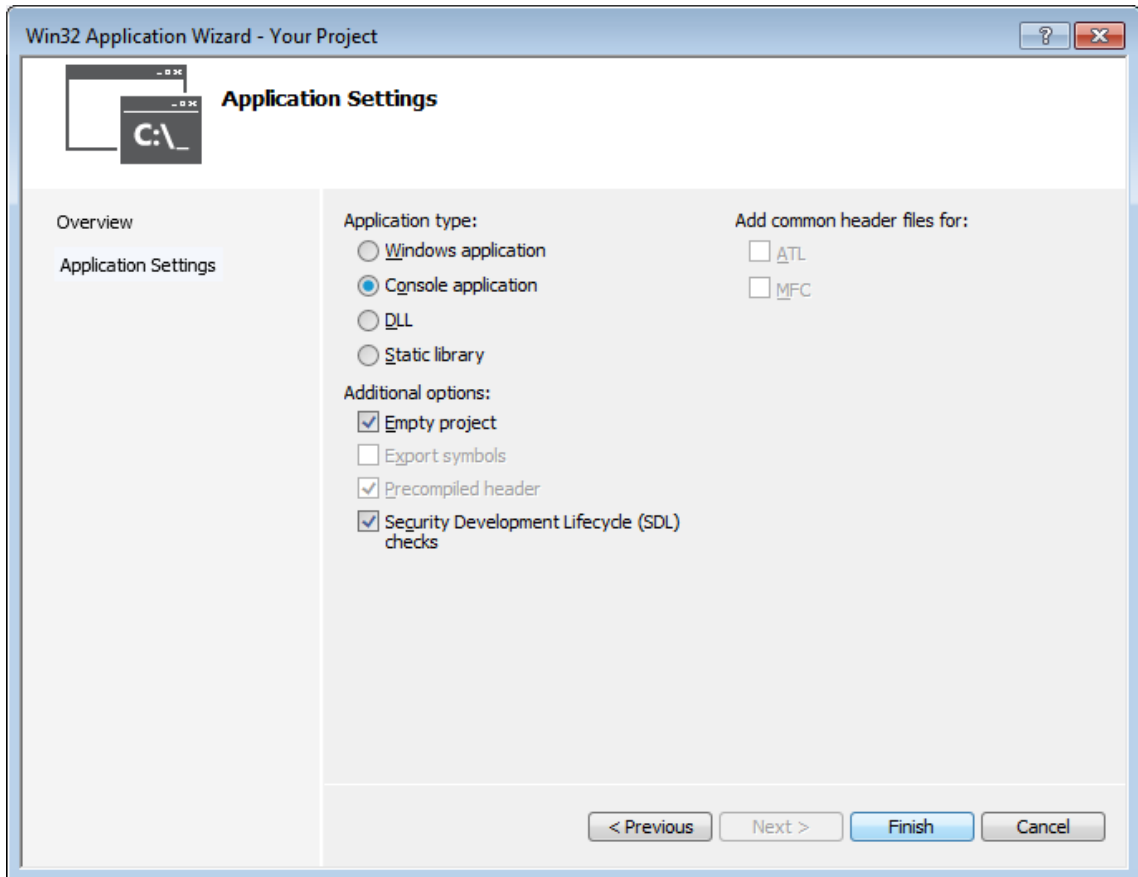 Win32 Application Wizard - Your Project
?
C:\_
Application Settings
Overview
Application Settings
Application type:
Windows application
Console application
DLL
Static library
Additional options:
Empty project
Export symbols
Precompiled header
Security Development Lifecycle (SDL)
checks
Add common header files for:
ATL
MFC
< Previous
Next >
Finish
Cancel